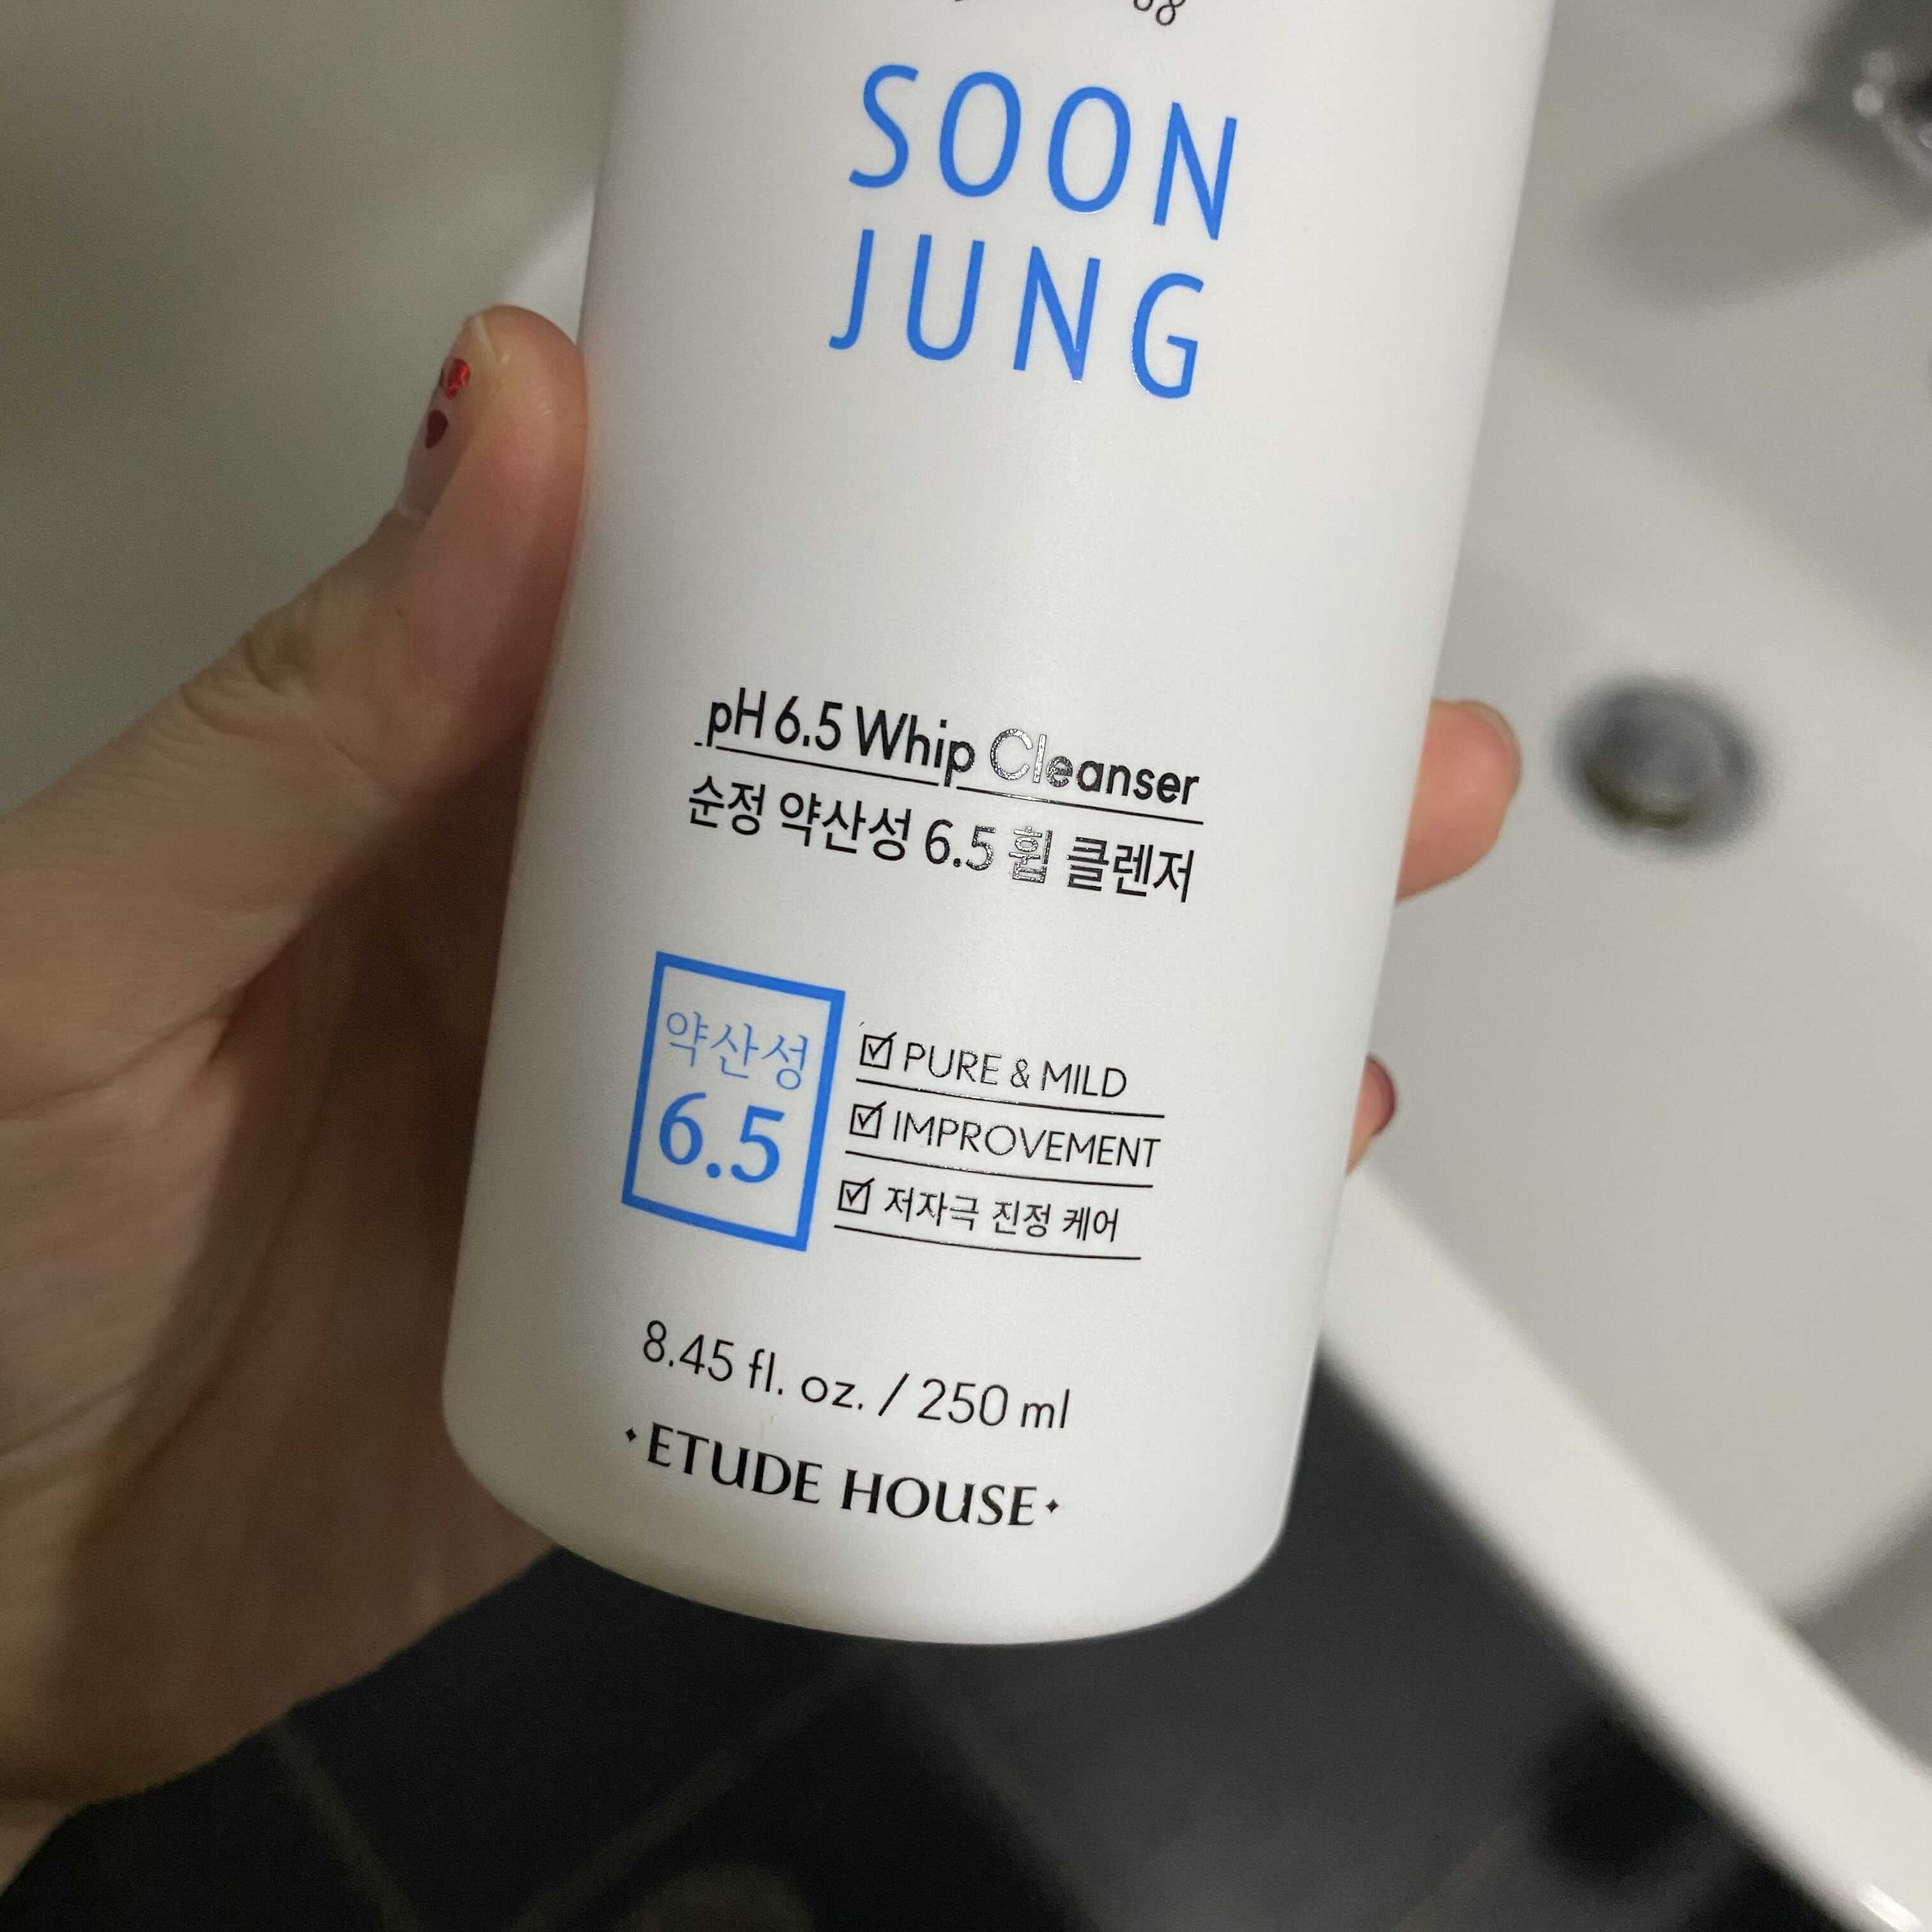 SOON
JUNG
pH 6.5 Whip Cleanser
순정 약산성 6.5 휩 클렌저
약산성
6.5
PURE & MILD
IMPROVEMENT
저자극 진정 케어
8.45 fl. oz. / 250 ml
ETUDE HOUSE